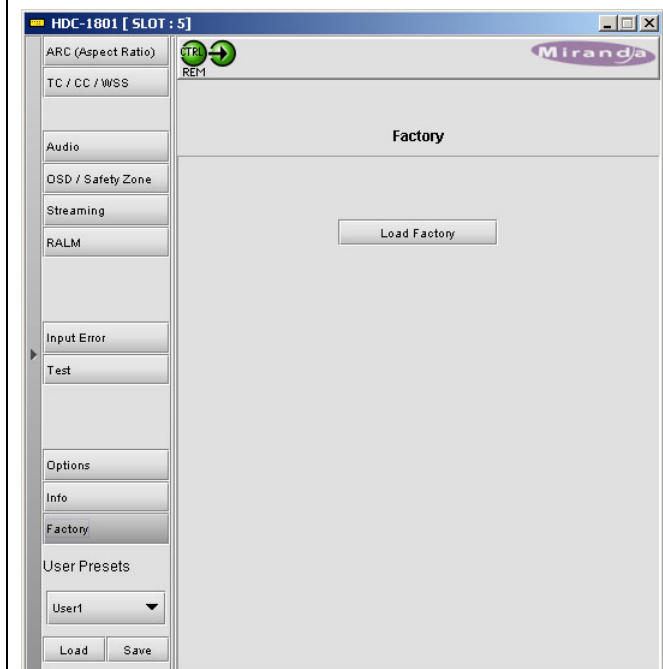 HDC-1801 [ SLOT : 5]
ARC (Aspect Ratio)
TC / CC / WSS
Audio
OSD / Safety Zone
Streaming
RALM
Input Error
Test
Options
Info
Factory
User Presets
User1
Load Save
CTRL
REM
Miranda
Factory
Load Factory